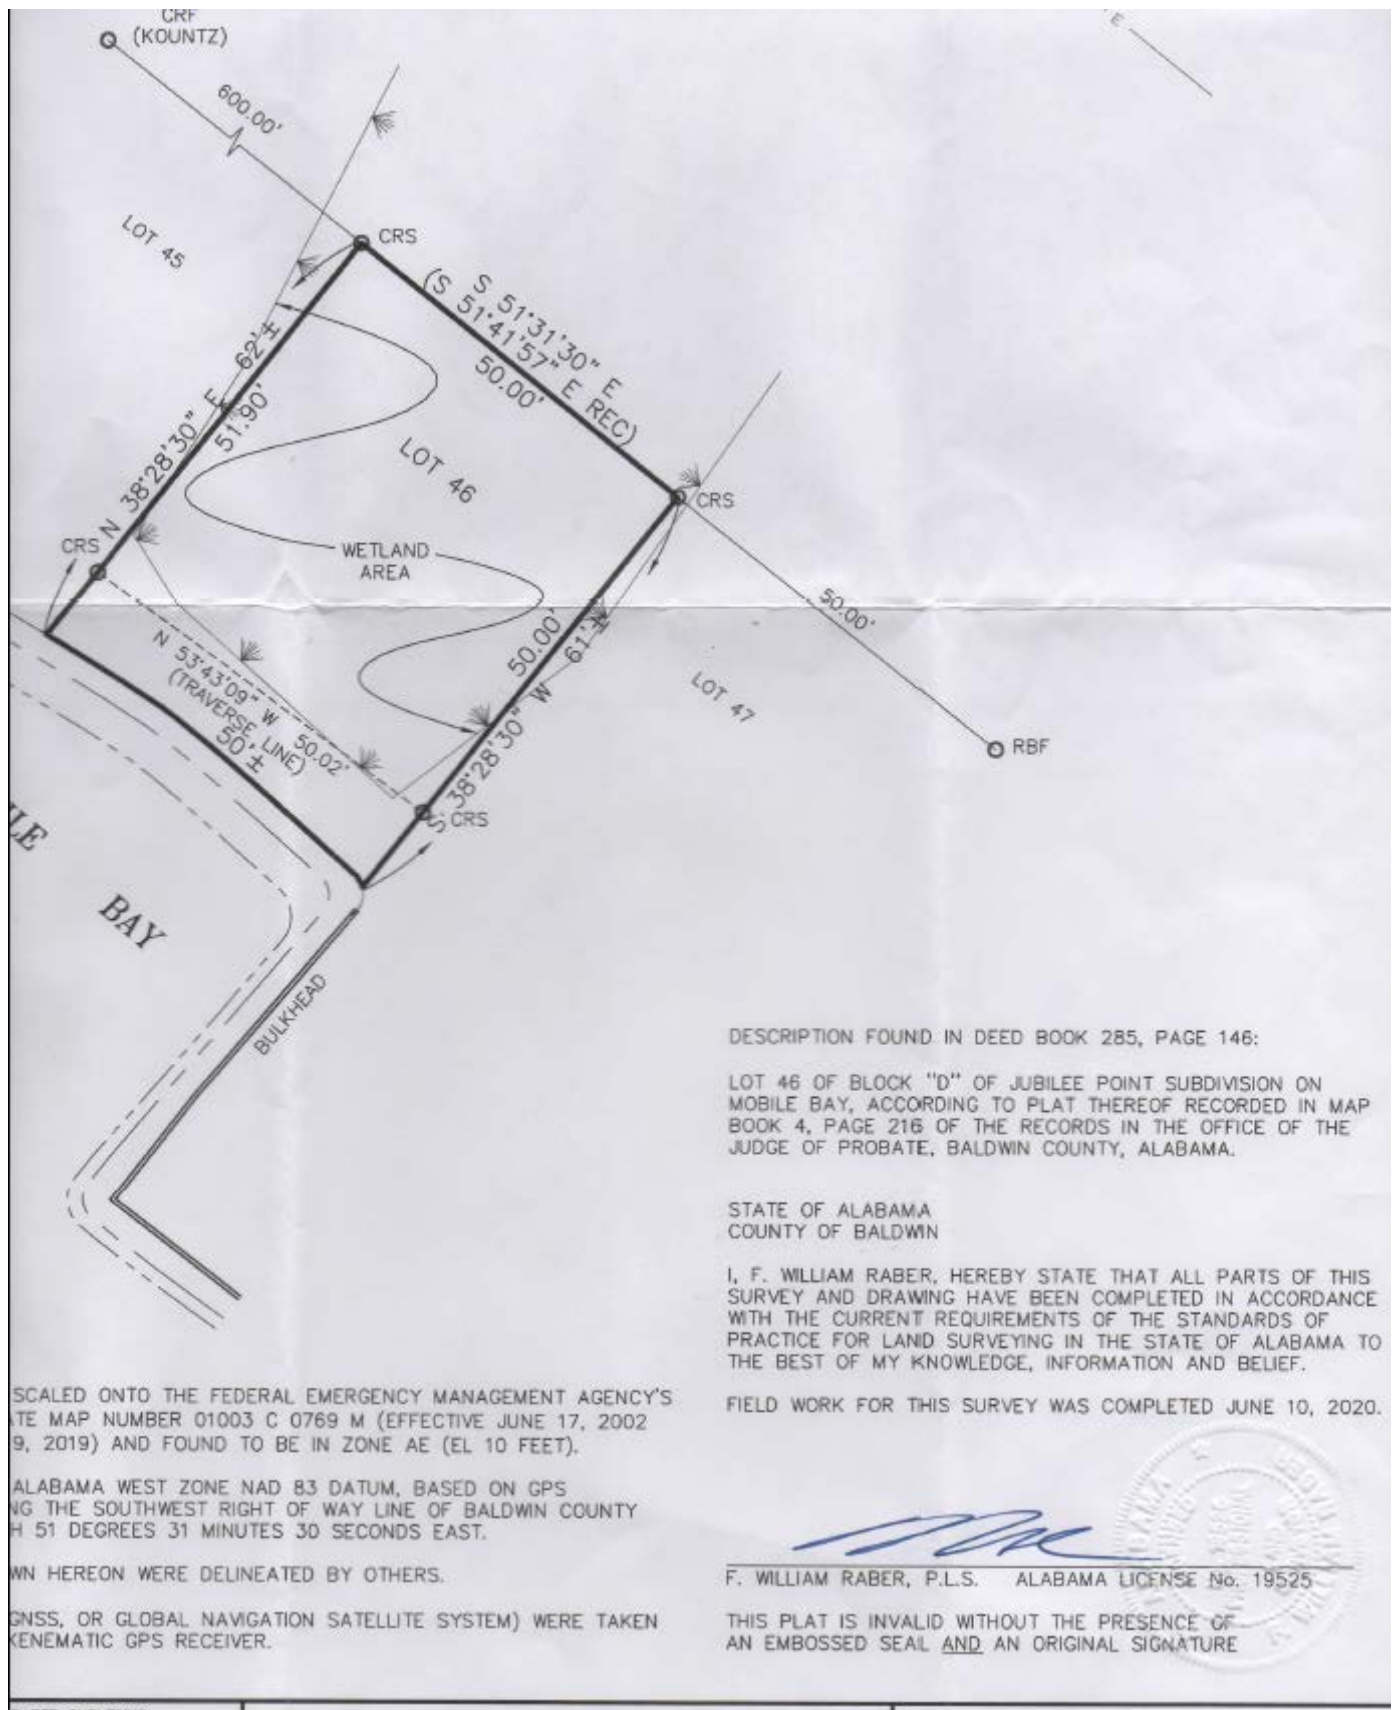 CRF
(KOUNTZ)
600.00'
LOT 45
CRS
S 51°31'30" E
(S 51°41'57" E REC)
50.00'
N 38°28'30" E 62'±
51.90'
LOT 46
CRS
CRS
WETLAND
AREA
50.00'
S 38°28'30" W 61'±
50.00'
LOT 47
RBF
N 53°43'09" W 50.02'
(TRAVERSE LINE)
50'±
CRS
ILE
BAY
BULKHEAD
DESCRIPTION FOUND IN DEED BOOK 285, PAGE 146:
LOT 46 OF BLOCK "D" OF JUBILEE POINT SUBDIVISION ON
MOBILE BAY, ACCORDING TO PLAT THEREOF RECORDED IN MAP
BOOK 4, PAGE 216 OF THE RECORDS IN THE OFFICE OF THE
JUDGE OF PROBATE, BALDWIN COUNTY, ALABAMA.
STATE OF ALABAMA
COUNTY OF BALDWIN
I, F. WILLIAM RABER, HEREBY STATE THAT ALL PARTS OF THIS
SURVEY AND DRAWING HAVE BEEN COMPLETED IN ACCORDANCE
WITH THE CURRENT REQUIREMENTS OF THE STANDARDS OF
PRACTICE FOR LAND SURVEYING IN THE STATE OF ALABAMA TO
THE BEST OF MY KNOWLEDGE, INFORMATION AND BELIEF.
FIELD WORK FOR THIS SURVEY WAS COMPLETED JUNE 10, 2020.
SCALED ONTO THE FEDERAL EMERGENCY MANAGEMENT AGENCY'S
TE MAP NUMBER 01003 C 0769 M (EFFECTIVE JUNE 17, 2002
9, 2019) AND FOUND TO BE IN ZONE AE (EL 10 FEET).
ALABAMA WEST ZONE NAD 83 DATUM, BASED ON GPS
NG THE SOUTHWEST RIGHT OF WAY LINE OF BALDWIN COUNTY
H 51 DEGREES 31 MINUTES 30 SECONDS EAST.
WN HEREON WERE DELINEATED BY OTHERS.
GNSS, OR GLOBAL NAVIGATION SATELLITE SYSTEM) WERE TAKEN
KENEMATIC GPS RECEIVER.
F. WILLIAM RABER, P.L.S. ALABAMA LICENSE No. 19525
THIS PLAT IS INVALID WITHOUT THE PRESENCE OF
AN EMBOSSED SEAL AND AN ORIGINAL SIGNATURE